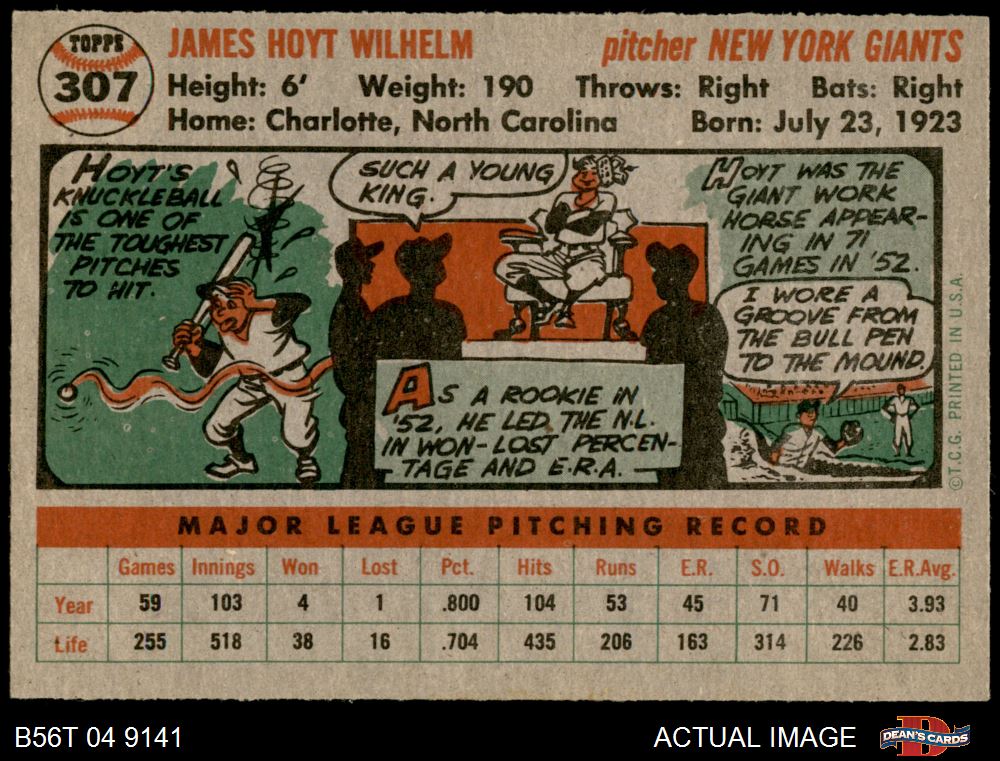 TOPPS
307
JAMES HOYT WILHELM
pitcher NEW YORK GIANTS
Height: 6' Weight: 190 Throws: Right Bats: Right
Home: Charlotte, North Carolina Born: July 23, 1923
HOYT'S
KNUCKLEBALL
IS ONE OF
THE TOUGHEST
PITCHES
TO HIT.
SUCH A YOUNG
KING.
AS A ROOKIE IN
'52, HE LED THE N.L.
IN WON-LOST PERCEN-
TAGE AND E.R.A.
HOYT WAS THE
GIANT WORK
HORSE APPEAR-
ING IN 71
GAMES IN '52.
I WORE A
GROOVE FROM
THE BULL PEN
TO THE MOUND.
©T.C.G. PRINTED IN U.S.A.
MAJOR LEAGUE PITCHING RECORD
Games Innings Won Lost Pct. Hits Runs E.R. S.O. Walks E.R.Avg.
Year 59 103 4 1 .800 104 53 45 71 40 3.93
Life 255 518 38 16 .704 435 206 163 314 226 2.83
B56T 04 9141
ACTUAL IMAGE
D
DEAN'S CARDS